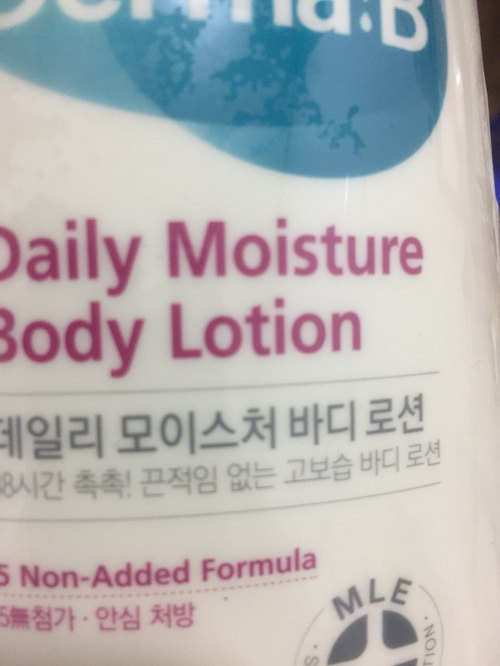 Derma:B
Daily Moisture
Body Lotion
데일리 모이스처 바디 로션
48시간 촉촉! 끈적임 없는 고보습 바디 로션
5 Non-Added Formula
5無첨가 · 안심 처방
MLE